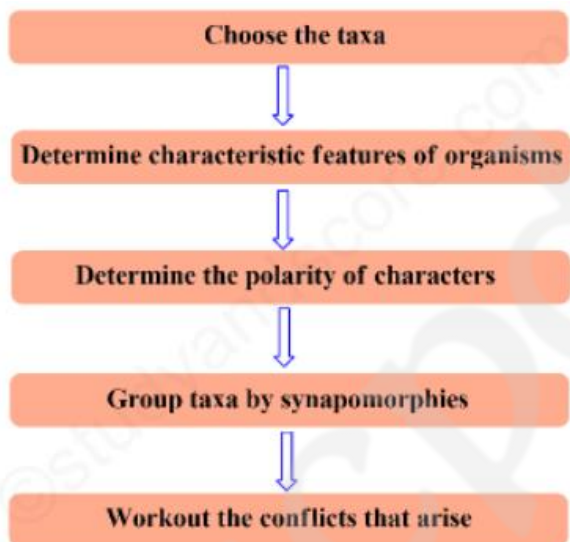 Choose the taxa
Determine characteristic features of organisms
Determine the polarity of characters
Group taxa by synapomorphies
Workout the conflicts that arise